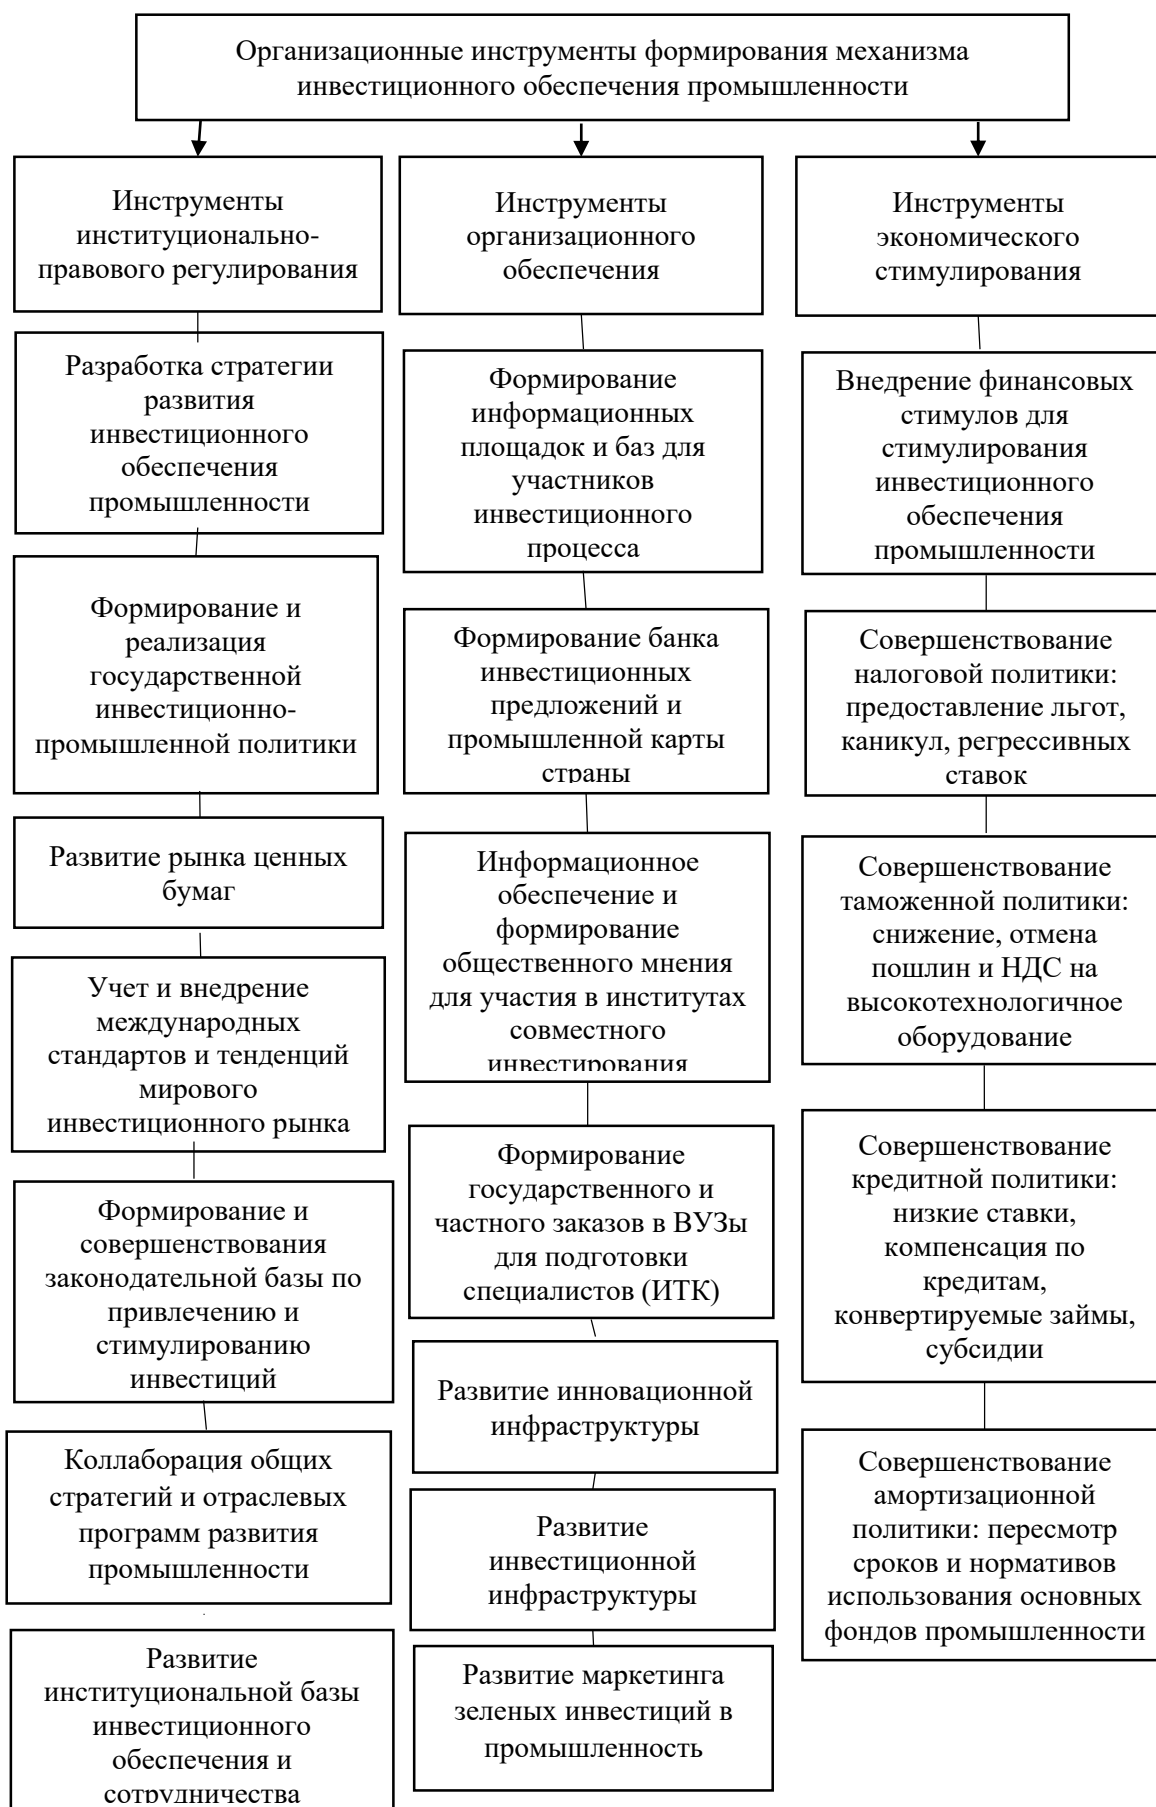 Организационные инструменты формирования механизма
инвестиционного обеспечения промышленности
Инструменты
институционально-
правового регулирования
Разработка стратегии
развития
инвестиционного
обеспечения
промышленности
Формирование и
реализация
государственной
инвестиционно-
промышленной политики
Развитие рынка ценных
бумаг
Учет и внедрение
международных
стандартов и тенденций
мирового
инвестиционного рынка
Формирование и
совершенствования
законодательной базы по
привлечению и
стимулированию
инвестиций
Коллаборация общих
стратегий и отраслевых
программ развития
промышленности
Развитие
институциональной базы
инвестиционного
обеспечения и
сотрудничества
Инструменты
организационного
обеспечения
Формирование
информационных
площадок и баз для
участников
инвестиционного
процесса
Формирование банка
инвестиционных
предложений и
промышленной карты
страны
Информационное
обеспечение и
формирование
общественного мнения
для участия в институтах
совместного
инвестирования
Формирование
государственного и
частного заказов в ВУЗы
для подготовки
специалистов (ИТК)
Развитие инновационной
инфраструктуры
Развитие
инвестиционной
инфраструктуры
Развитие маркетинга
зеленых инвестиций в
промышленность
Инструменты
экономического
стимулирования
Внедрение финансовых
стимулов для
стимулирования
инвестиционного
обеспечения
промышленности
Совершенствование
налоговой политики:
предоставление льгот,
каникул, регрессивных
ставок
Совершенствование
таможенной политики:
снижение, отмена
пошлин и НДС на
высокотехнологичное
оборудование
Совершенствование
кредитной политики:
низкие ставки,
компенсация по
кредитам,
конвертируемые займы,
субсидии
Совершенствование
амортизационной
политики: пересмотр
сроков и нормативов
использования основных
фондов промышленности